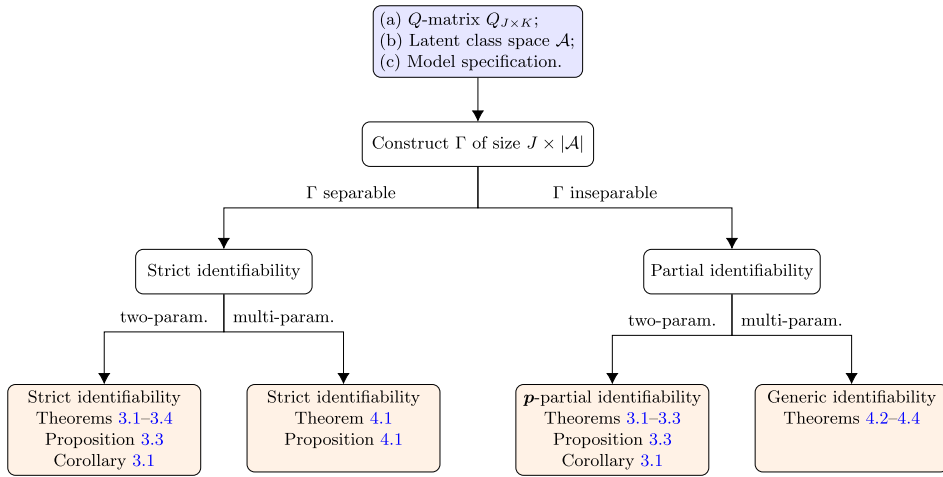 (a) Q-matrix Q_{J×K};
(b) Latent class space 𝒜;
(c) Model specification.
Construct Γ of size J × |𝒜|
Γ separable
Γ inseparable
Strict identifiability
Partial identifiability
two-param.
multi-param.
two-param.
multi-param.
Strict identifiability
Theorems 3.1–3.4
Proposition 3.3
Corollary 3.1
Strict identifiability
Theorem 4.1
Proposition 4.1
p-partial identifiability
Theorems 3.1–3.3
Proposition 3.3
Corollary 3.1
Generic identifiability
Theorems 4.2–4.4